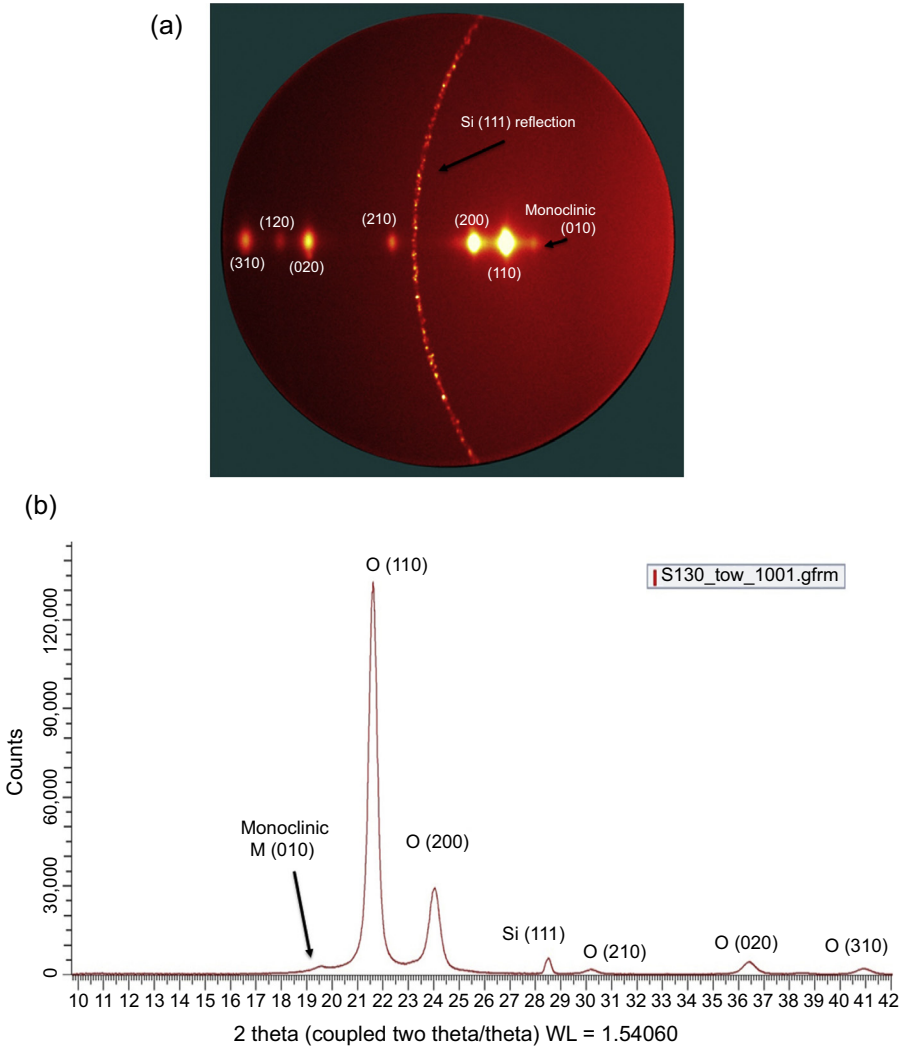 (a)
Si (111) reflection
(120)
(210)
(200)
Monoclinic
(010)
(310)
(020)
(110)
(b)
O (110)
S130_tow_1001.gfrm
120,000
90,000
60,000
30,000
0
Counts
Monoclinic
M (010)
O (200)
Si (111)
O (210)
O (020)
O (310)
10 11 12 13 14 15 16 17 18 19 20 21 22 23 24 25 26 27 28 29 30 31 32 33 34 35 36 37 38 39 40 41 42
2 theta (coupled two theta/theta) WL = 1.54060